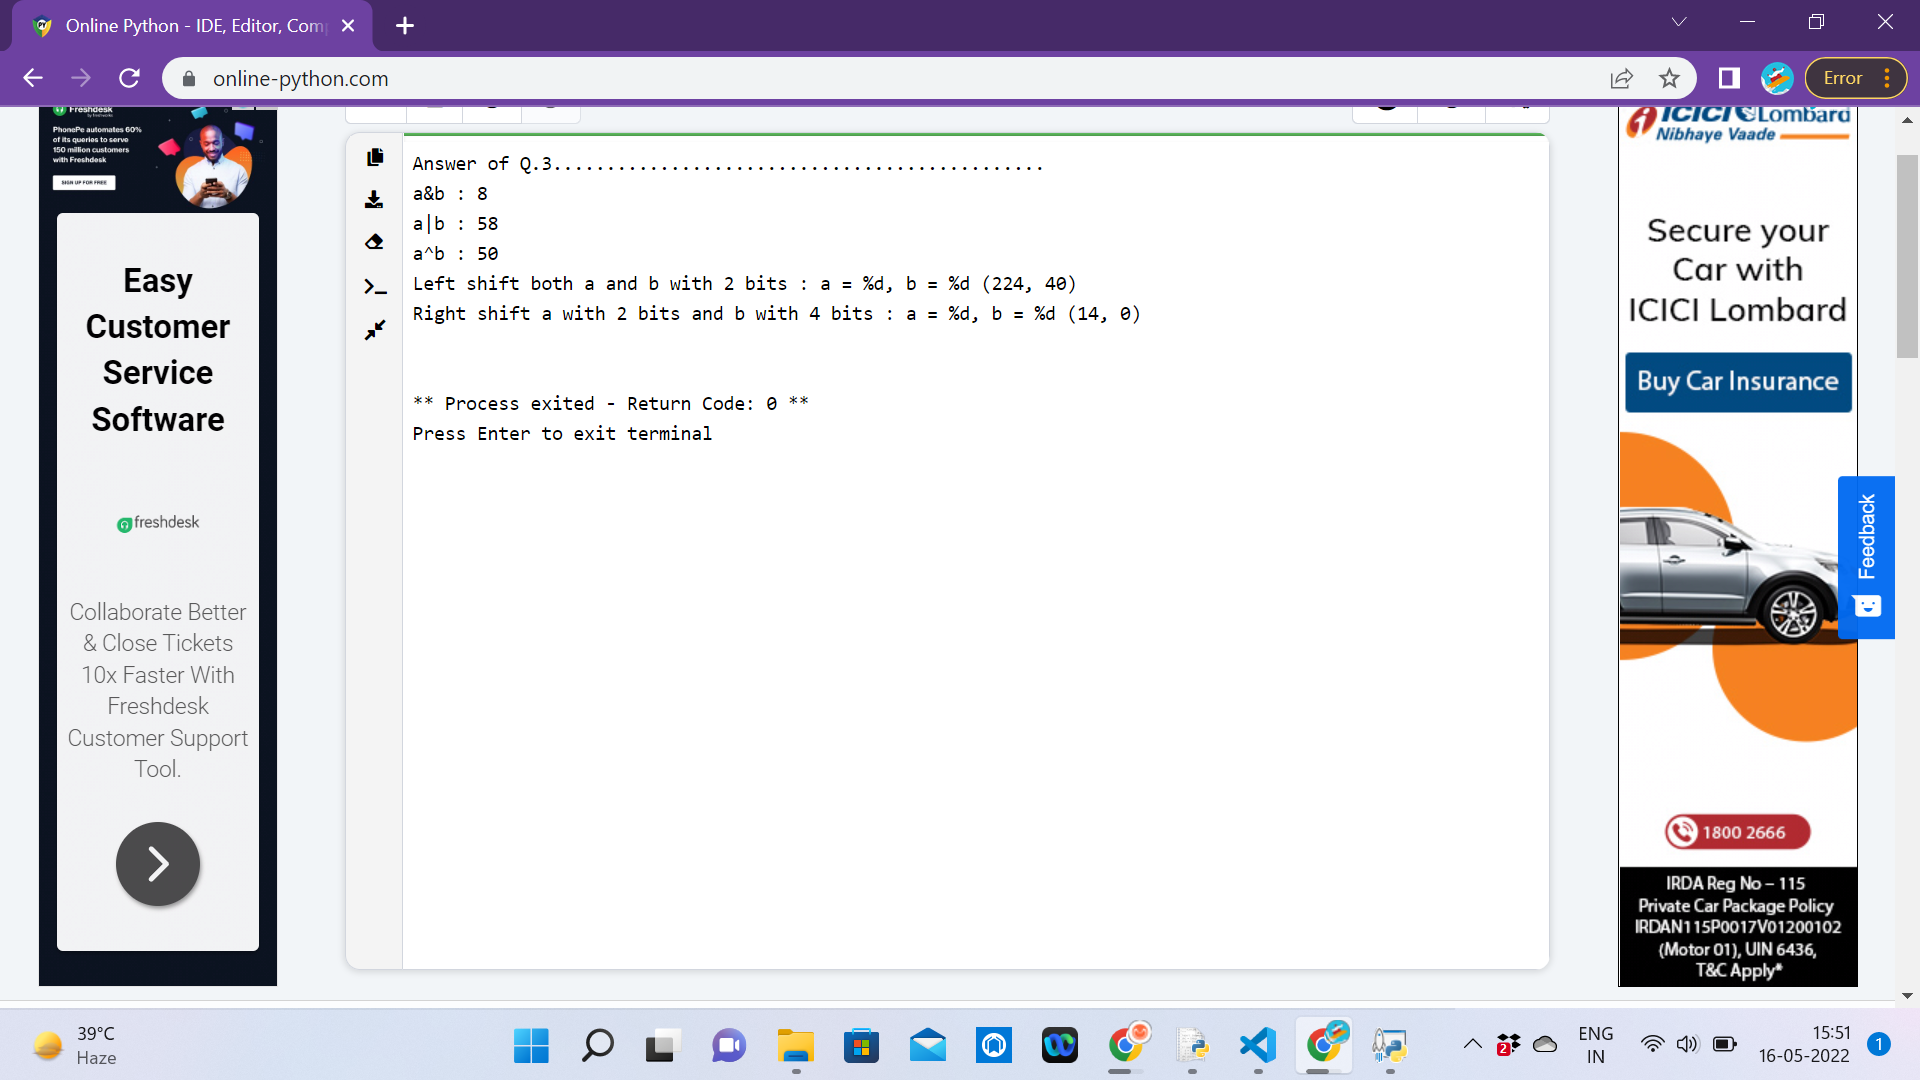 Online Python - IDE, Editor, Com
online-python.com
Error
Freshdesk
by freshworks
PhonePe automates 60%
of its queries to serve
150 million customers
with Freshdesk
SIGN UP FOR FREE
Easy
Customer
Service
Software
freshdesk
Collaborate Better
& Close Tickets
10x Faster With
Freshdesk
Customer Support
Tool.
Answer of Q.3..............................................
a&b : 8
a|b : 58
a^b : 50
Left shift both a and b with 2 bits : a = %d, b = %d (224, 40)
Right shift a with 2 bits and b with 4 bits : a = %d, b = %d (14, 0)
** Process exited - Return Code: 0 **
Press Enter to exit terminal
ICICI Lombard
Nibhaye Vaade
Secure your
Car with
ICICI Lombard
Buy Car Insurance
Feedback
1800 2666
IRDA Reg No – 115
Private Car Package Policy
IRDAN115P0017V01200102
(Motor 01), UIN 6436,
T&C Apply*
39°C
Haze
2
ENG
IN
15:51
16-05-2022
1